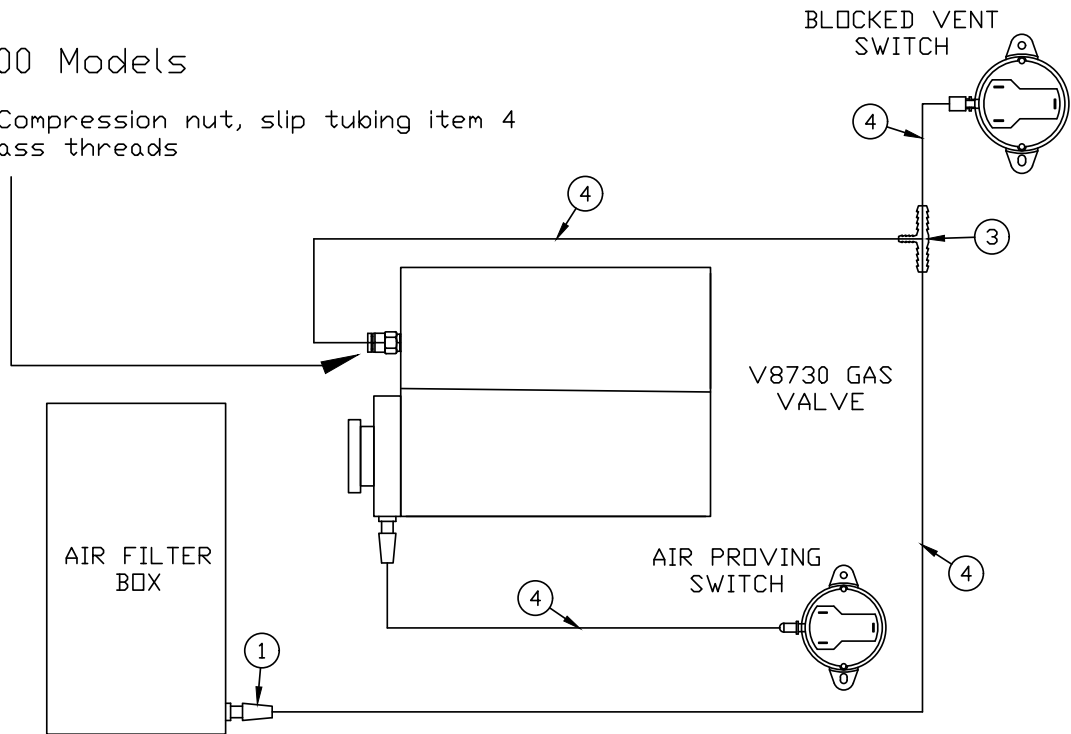 BLOCKED VENT
SWITCH
00 Models
Compression nut, slip tubing item 4
ass threads
4
4
3
V8730 GAS
VALVE
AIR FILTER
BOX
AIR PROVING
SWITCH
4
4
1